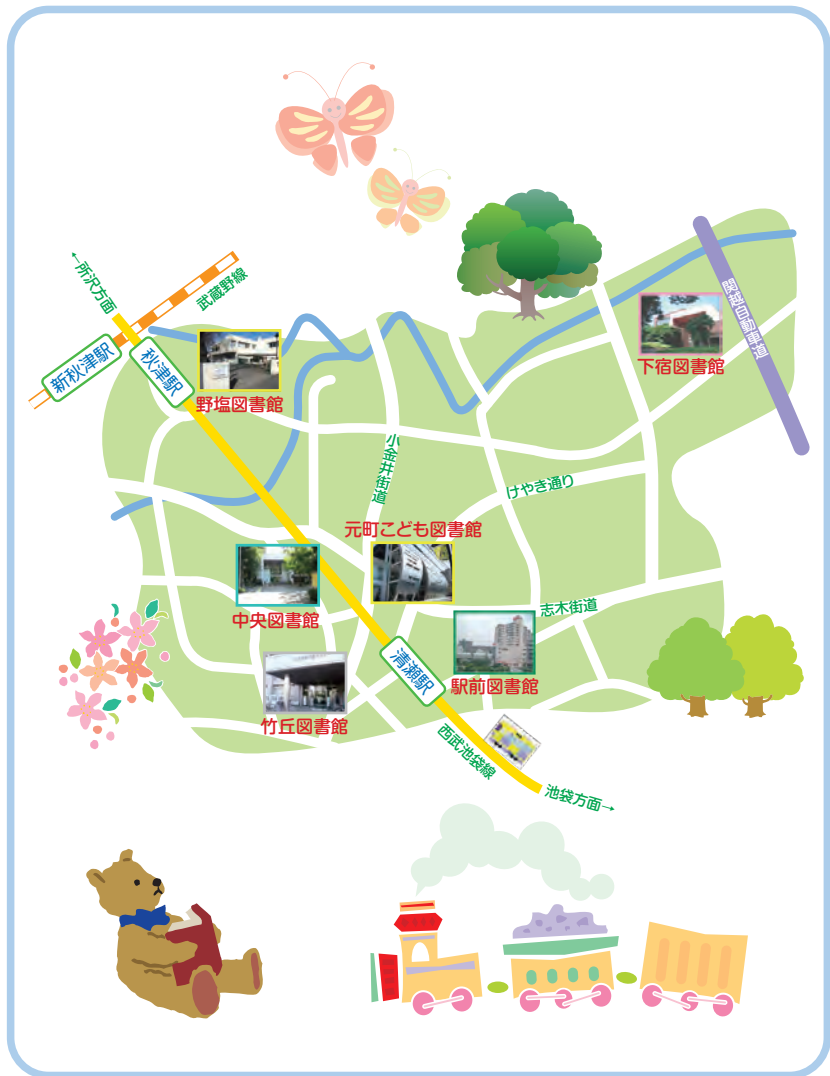 ←所沢方面
武蔵野線
新秋津駅
秋津駅
野塩図書館
関越自動車道
下宿図書館
小金井街道
けやき通り
元町こども図書館
中央図書館
志木街道
清瀬駅
駅前図書館
竹丘図書館
西武池袋線
池袋方面→